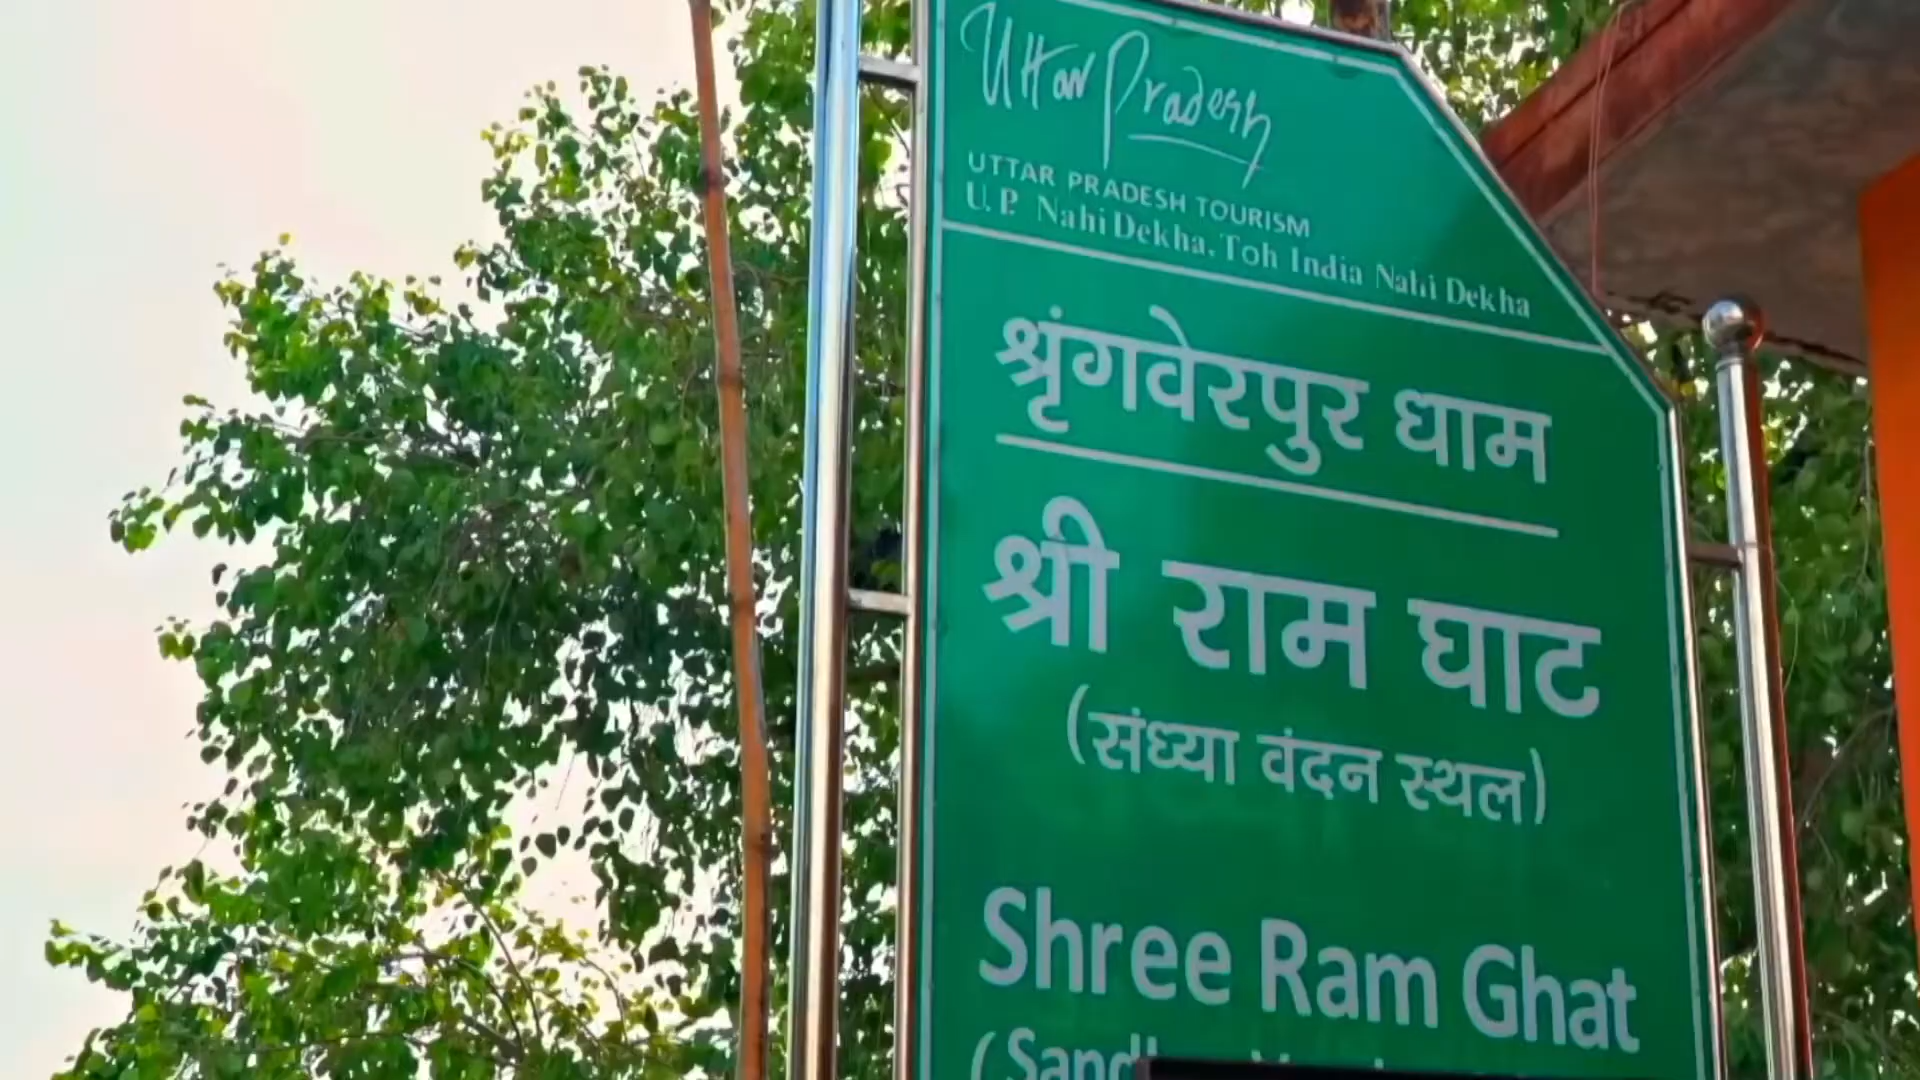 Uttar Pradesh
UTTAR PRADESH TOURISM
U.P. Nahi Dekha, Toh India Nahi Dekha
श्रृंगवेरपुर धाम
श्री राम घाट
(संध्या वंदन स्थल)
Shree Ram Ghat